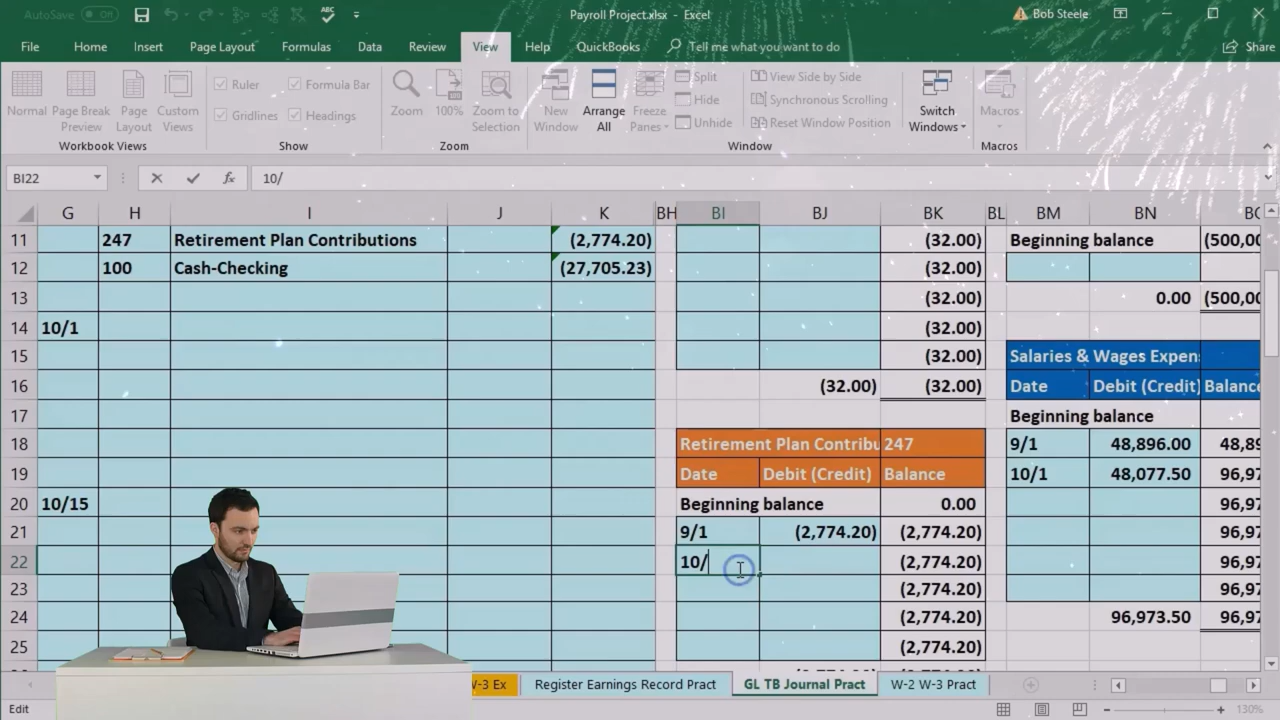 AutoSave Off Payroll Project.xlsx - Excel Bob Steele
File Home Insert Page Layout Formulas Data Review View Help QuickBooks Tell me what you want to do Share
Normal Page Break Preview Page Layout Custom Views
Workbook Views
Ruler Formula Bar
Gridlines Headings
Show
Zoom 100% Zoom to Selection
Zoom
New Window Arrange All Freeze Panes
Split
Hide
Unhide
View Side by Side
Synchronous Scrolling
Reset Window Position
Switch Windows
Window
Macros
Macros
BI22 fx 10/
G H I J K BH BI BJ BK BL BM BN
11 247 Retirement Plan Contributions (2,774.20) (32.00) Beginning balance (500,00
12 100 Cash-Checking (27,705.23) (32.00)
13 (32.00) 0.00 (500,00
14 10/1 (32.00)
15 (32.00) Salaries & Wages Expen
16 (32.00) (32.00) Date Debit (Credit) Balance
17 Beginning balance
18 Retirement Plan Contribu 247 9/1 48,896.00 48,89
19 Date Debit (Credit) Balance 10/1 48,077.50 96,97
20 10/15 Beginning balance 0.00 96,97
21 9/1 (2,774.20) (2,774.20) 96,97
22 10/ (2,774.20) 96,97
23 (2,774.20) 96,97
24 (2,774.20) 96,973.50 96,97
25 (2,774.20)
W-3 Ex Register Earnings Record Pract GL TB Journal Pract W-2 W-3 Pract
Edit 130%